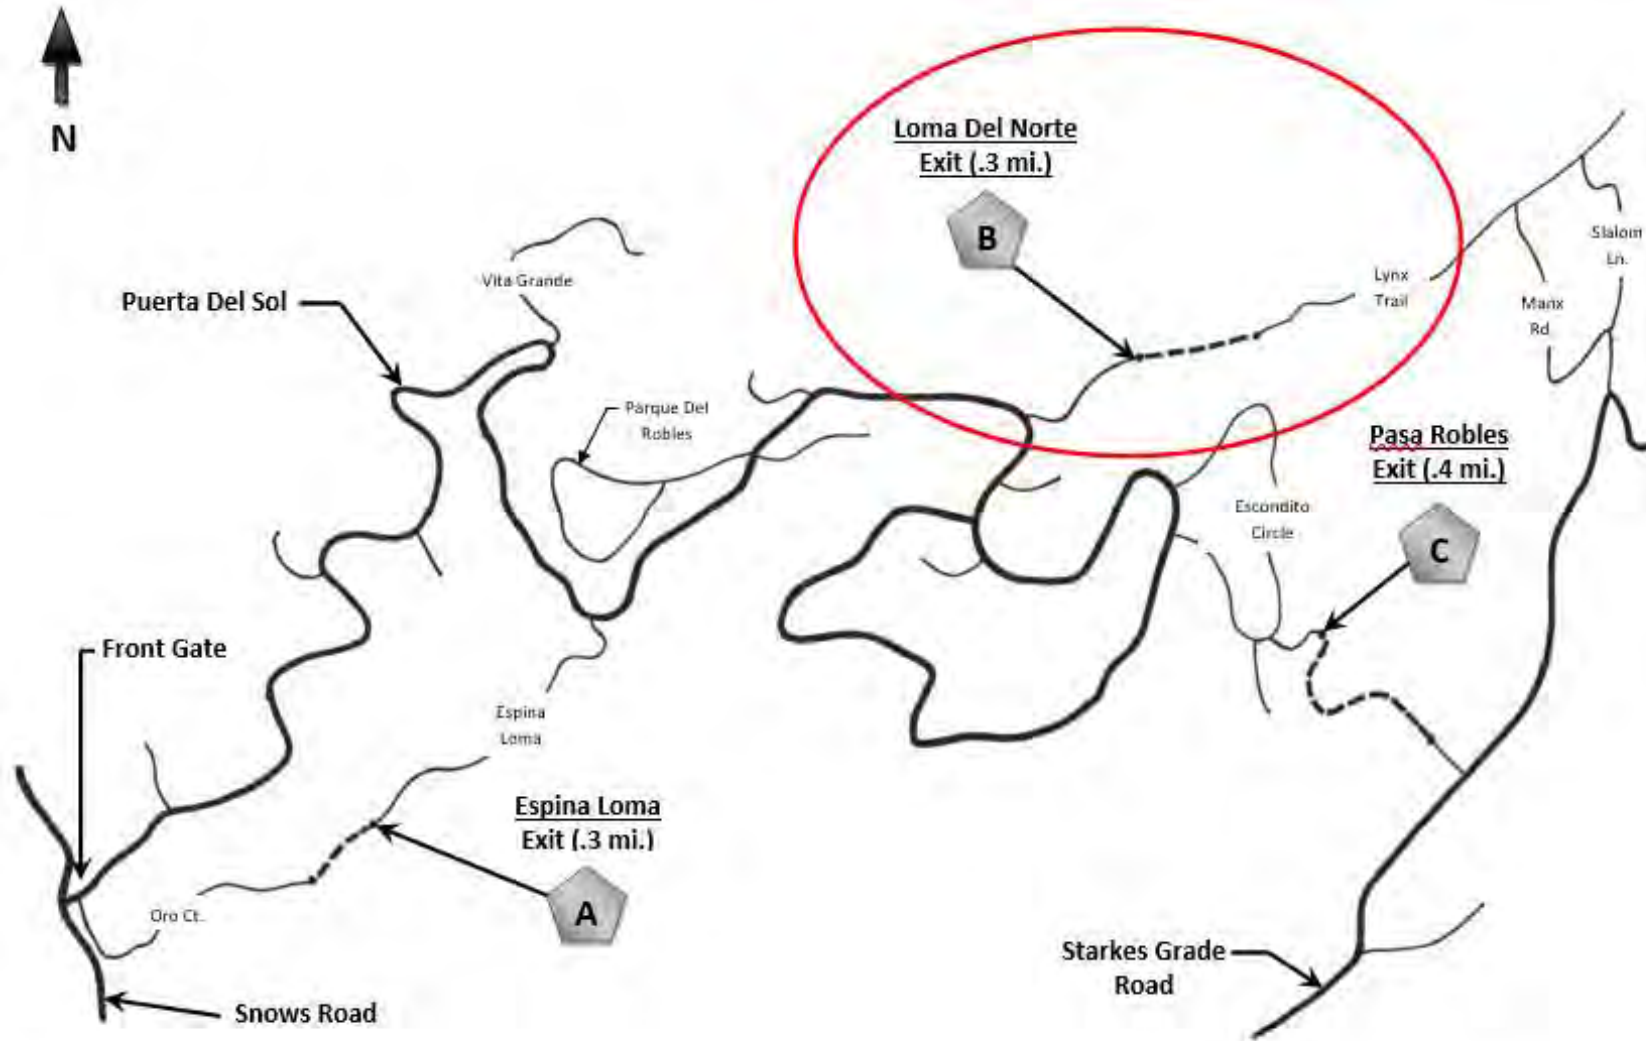 N
Loma Del Norte
Exit (.3 mi.)
B
Slalom
Ln.
Lynx
Trail
Manx
Rd
Vita Grande
Puerta Del Sol
Parque Del
Robles
Pasa Robles
Exit (.4 mi.)
C
Escondito
Circle
Front Gate
Espina
Loma
Espina Loma
Exit (.3 mi.)
A
Oro Ct.
Starkes Grade
Road
Snows Road